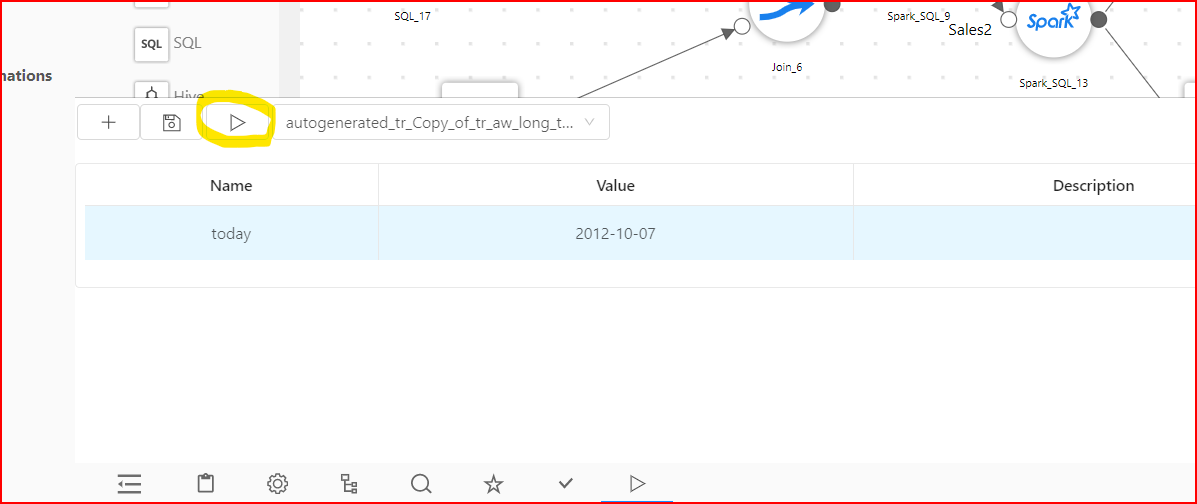 SQL_17
Spark_SQL_9
Sales2
Spark
SQL
SQL
Join_6
Spark_SQL_13
nations
Hive
autogenerated_tr_Copy_of_tr_aw_long_t...
Name
Value
Description
today
2012-10-07